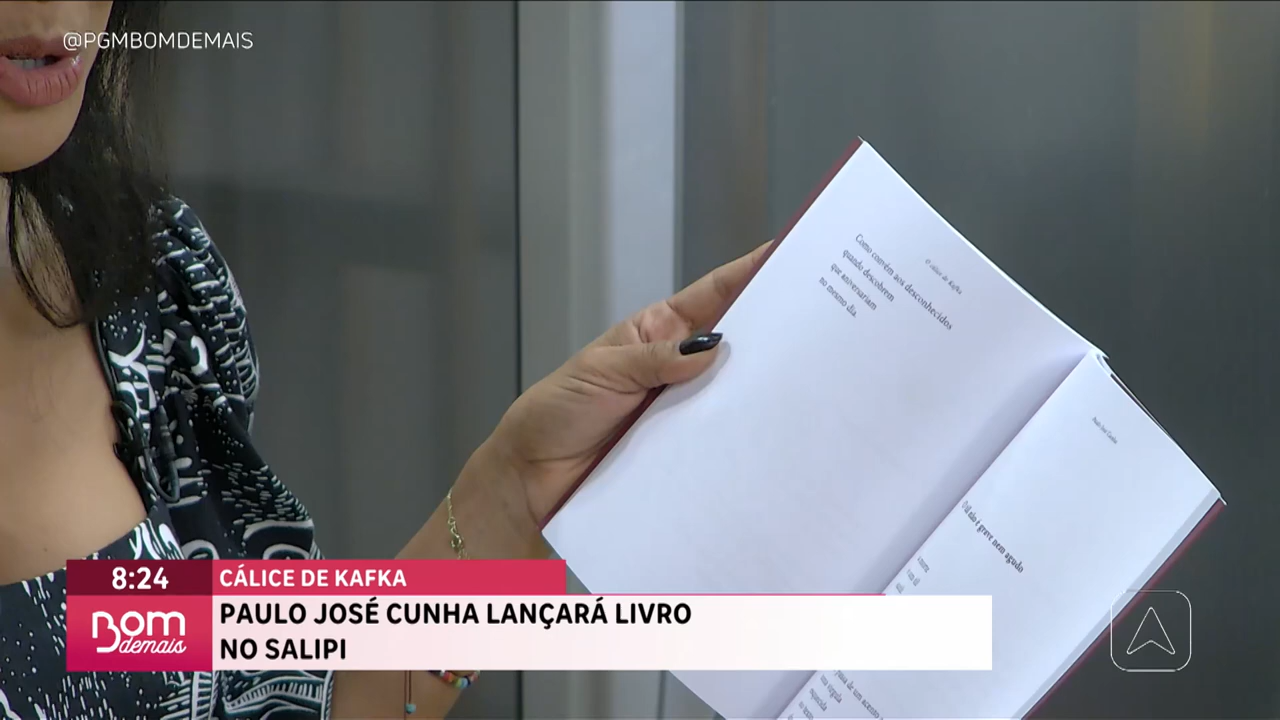 @PGMBOMDEMAIS
O cálice de Kafka
Como convém aos desconhecidos
quando descobrem
que aniversariam
no mesmo dia.
Paulo José Cunha
8:24
CÁLICE DE KAFKA
BOM
demais
PAULO JOSÉ CUNHA LANÇARÁ LIVRO
NO SALIPI